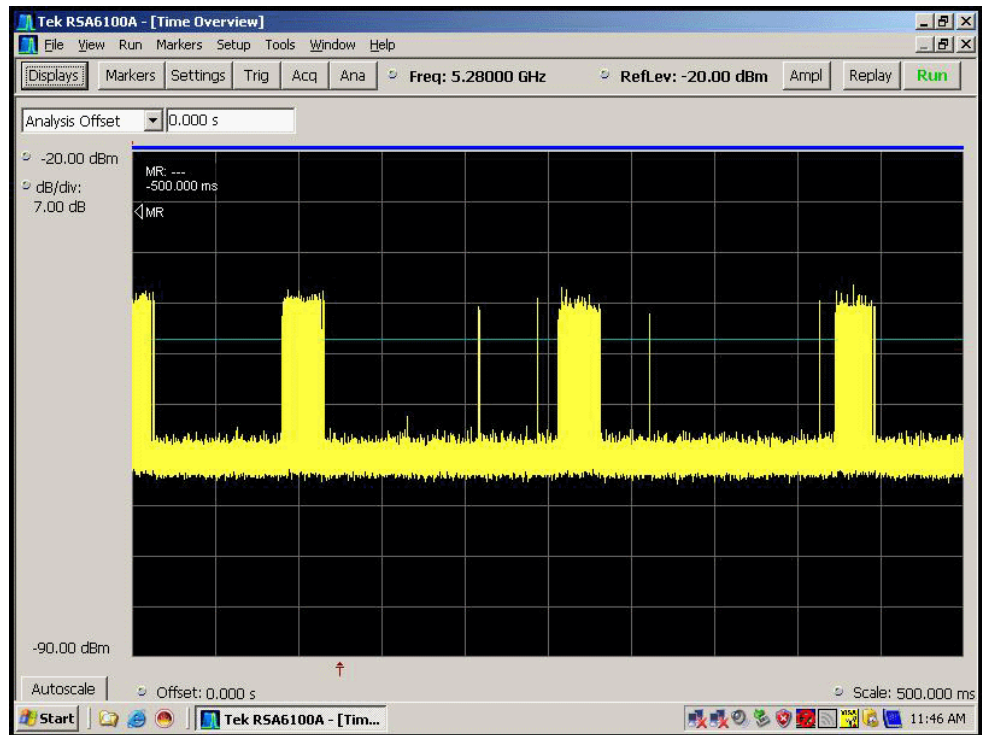 Tek RSA6100A - [Time Overview]
File View Run Markers Setup Tools Window Help
Displays Markers Settings Trig Acq Ana Freq: 5.28000 GHz RefLev: -20.00 dBm Ampl Replay Run
Analysis Offset 0.000 s
-20.00 dBm
dB/div:
7.00 dB
MR: ---
-500.000 ms
MR
-90.00 dBm
Autoscale Offset: 0.000 s Scale: 500.000 ms
Start Tek RSA6100A - [Tim... 11:46 AM